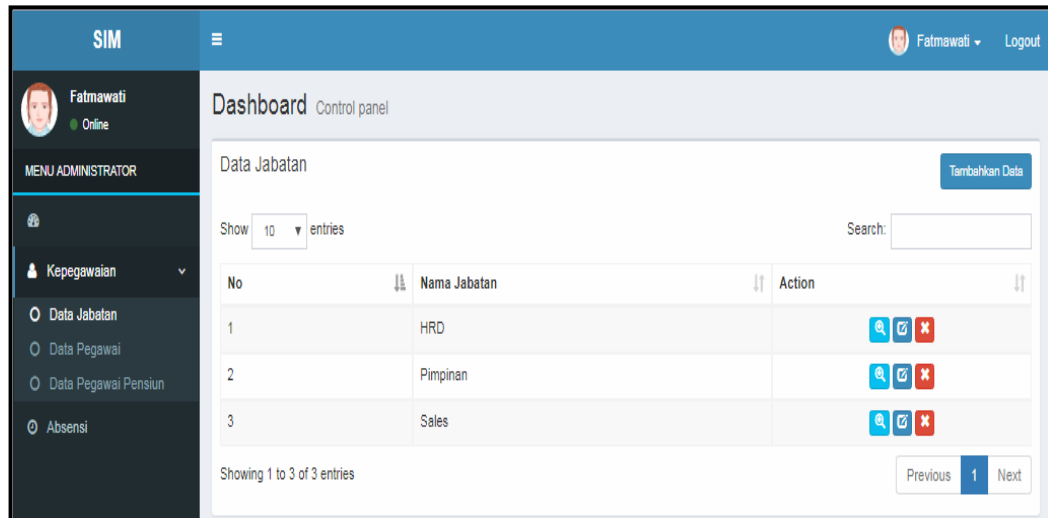 SIM
Fatmawati Logout
Fatmawati
Online
MENU ADMINISTRATOR
Kepegawaian
Data Jabatan
Data Pegawai
Data Pegawai Pensiun
Absensi
Dashboard Control panel
Data Jabatan
Tambahkan Data
Show 10 entries Search:
No Nama Jabatan Action
1 HRD
2 Pimpinan
3 Sales
Showing 1 to 3 of 3 entries
Previous 1 Next